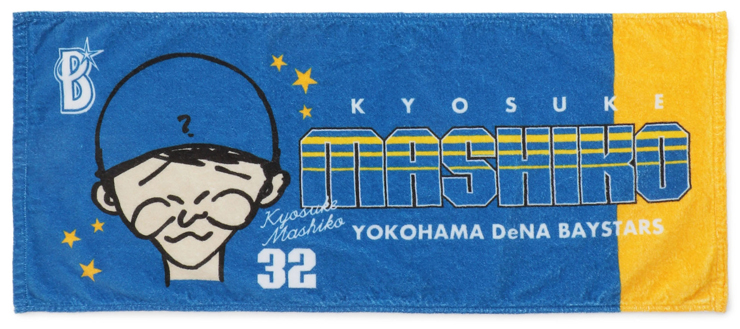 B
?
KYOSUKE
MASHIKO
Kyosuke
Mashiko
YOKOHAMA DeNA BAYSTARS
32